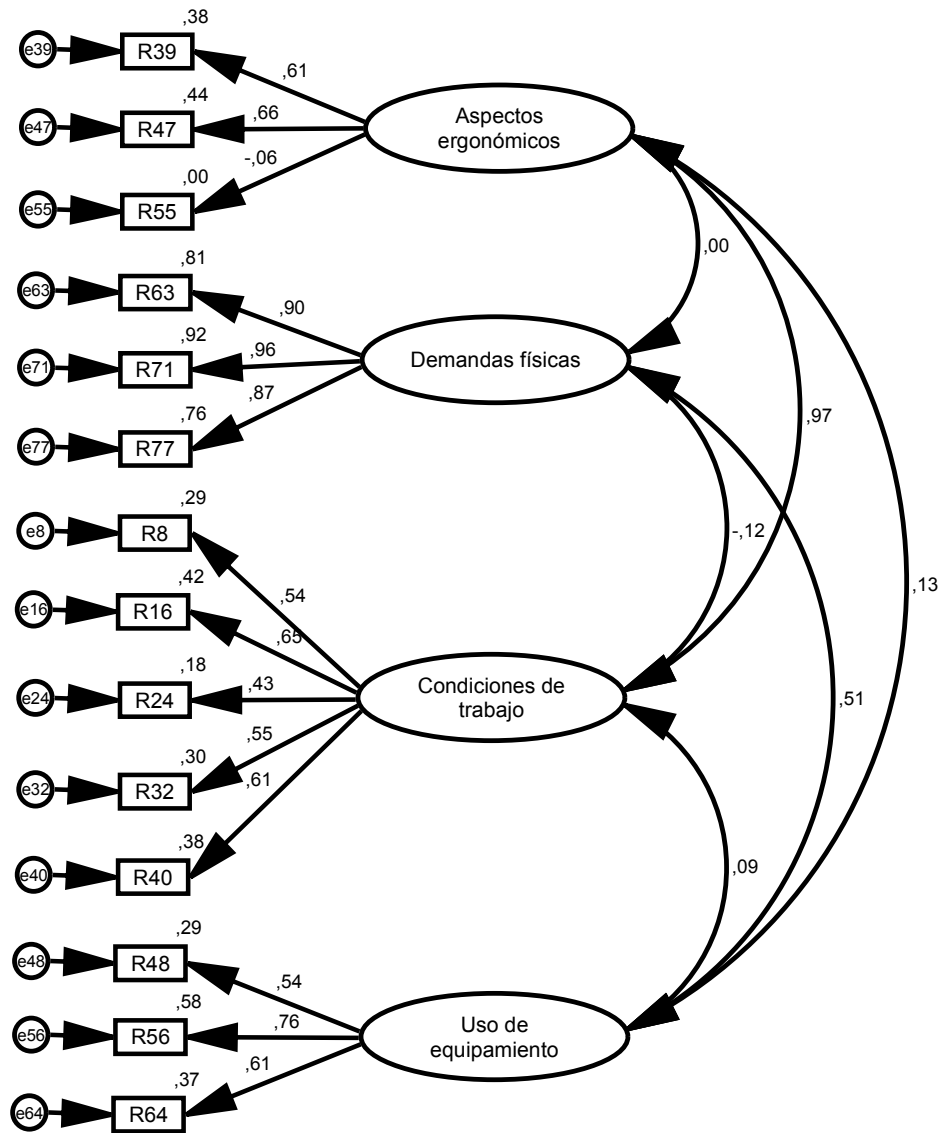 ,38
e39
R39
,61
,44
e47
R47
,66
-,06
,00
e55
R55
Aspectos
ergonómicos
,81
e63
R63
,90
,92
e71
R71
,96
,87
,76
e77
R77
Demandas físicas
,00
,97
,29
e8
R8
,54
,42
e16
R16
,65
,18
e24
R24
,43
,55
,30
e32
R32
,61
,38
e40
R40
Condiciones de
trabajo
-,12
,13
,51
,09
,29
e48
R48
,54
,58
e56
R56
,76
,61
,37
e64
R64
Uso de
equipamiento